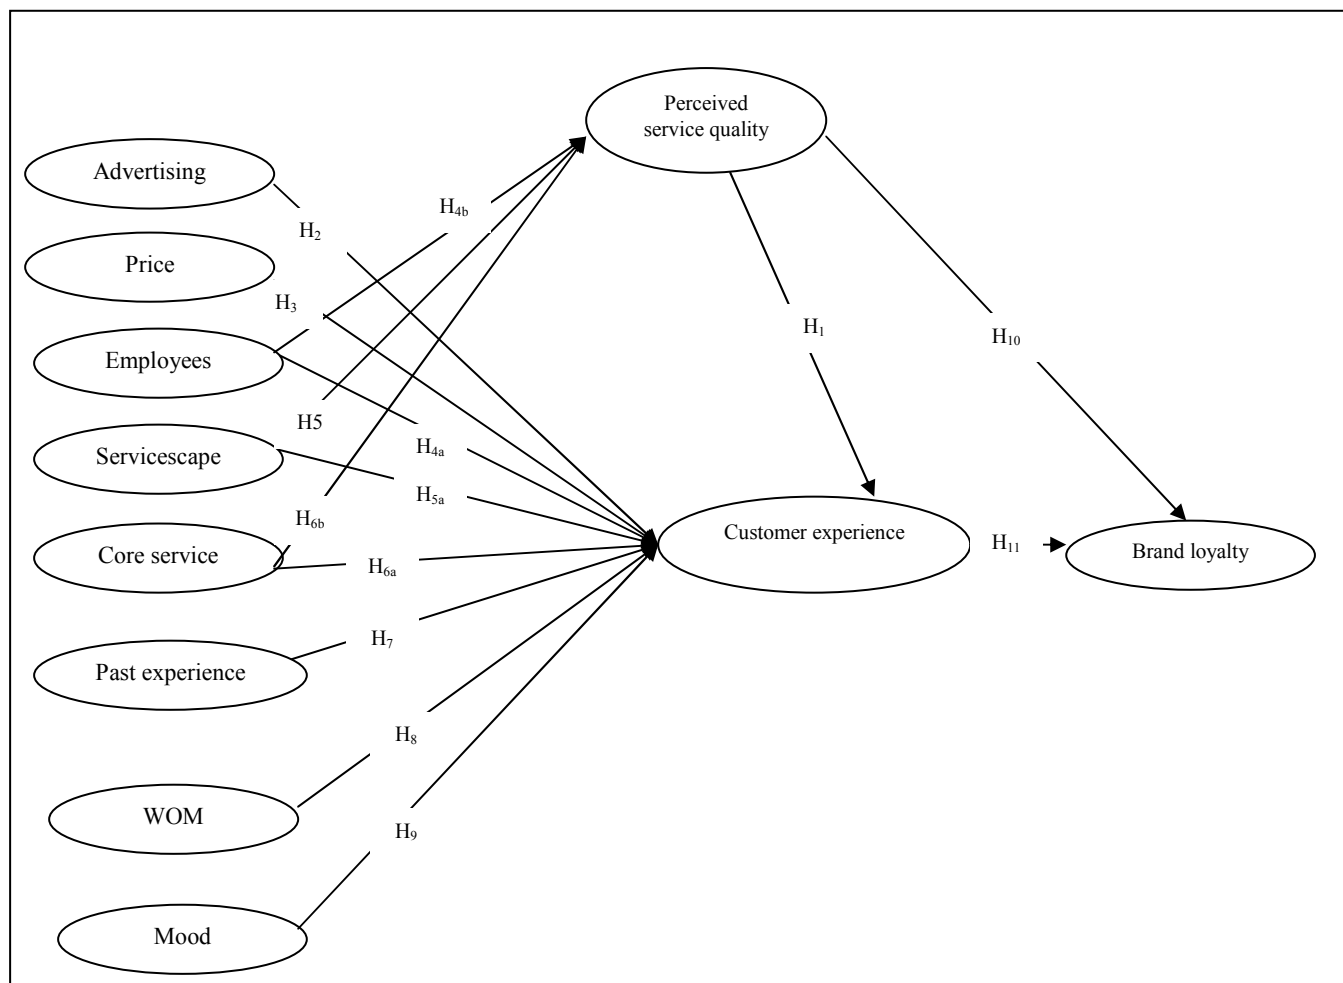 Perceived
service quality
Advertising
H4b
H2
Price
H3
H1
H10
Employees
H5
H4a
Servicescape
H5a
H6b
Customer experience
H11
Brand loyalty
Core service
H6a
H7
Past experience
H8
WOM
H9
Mood